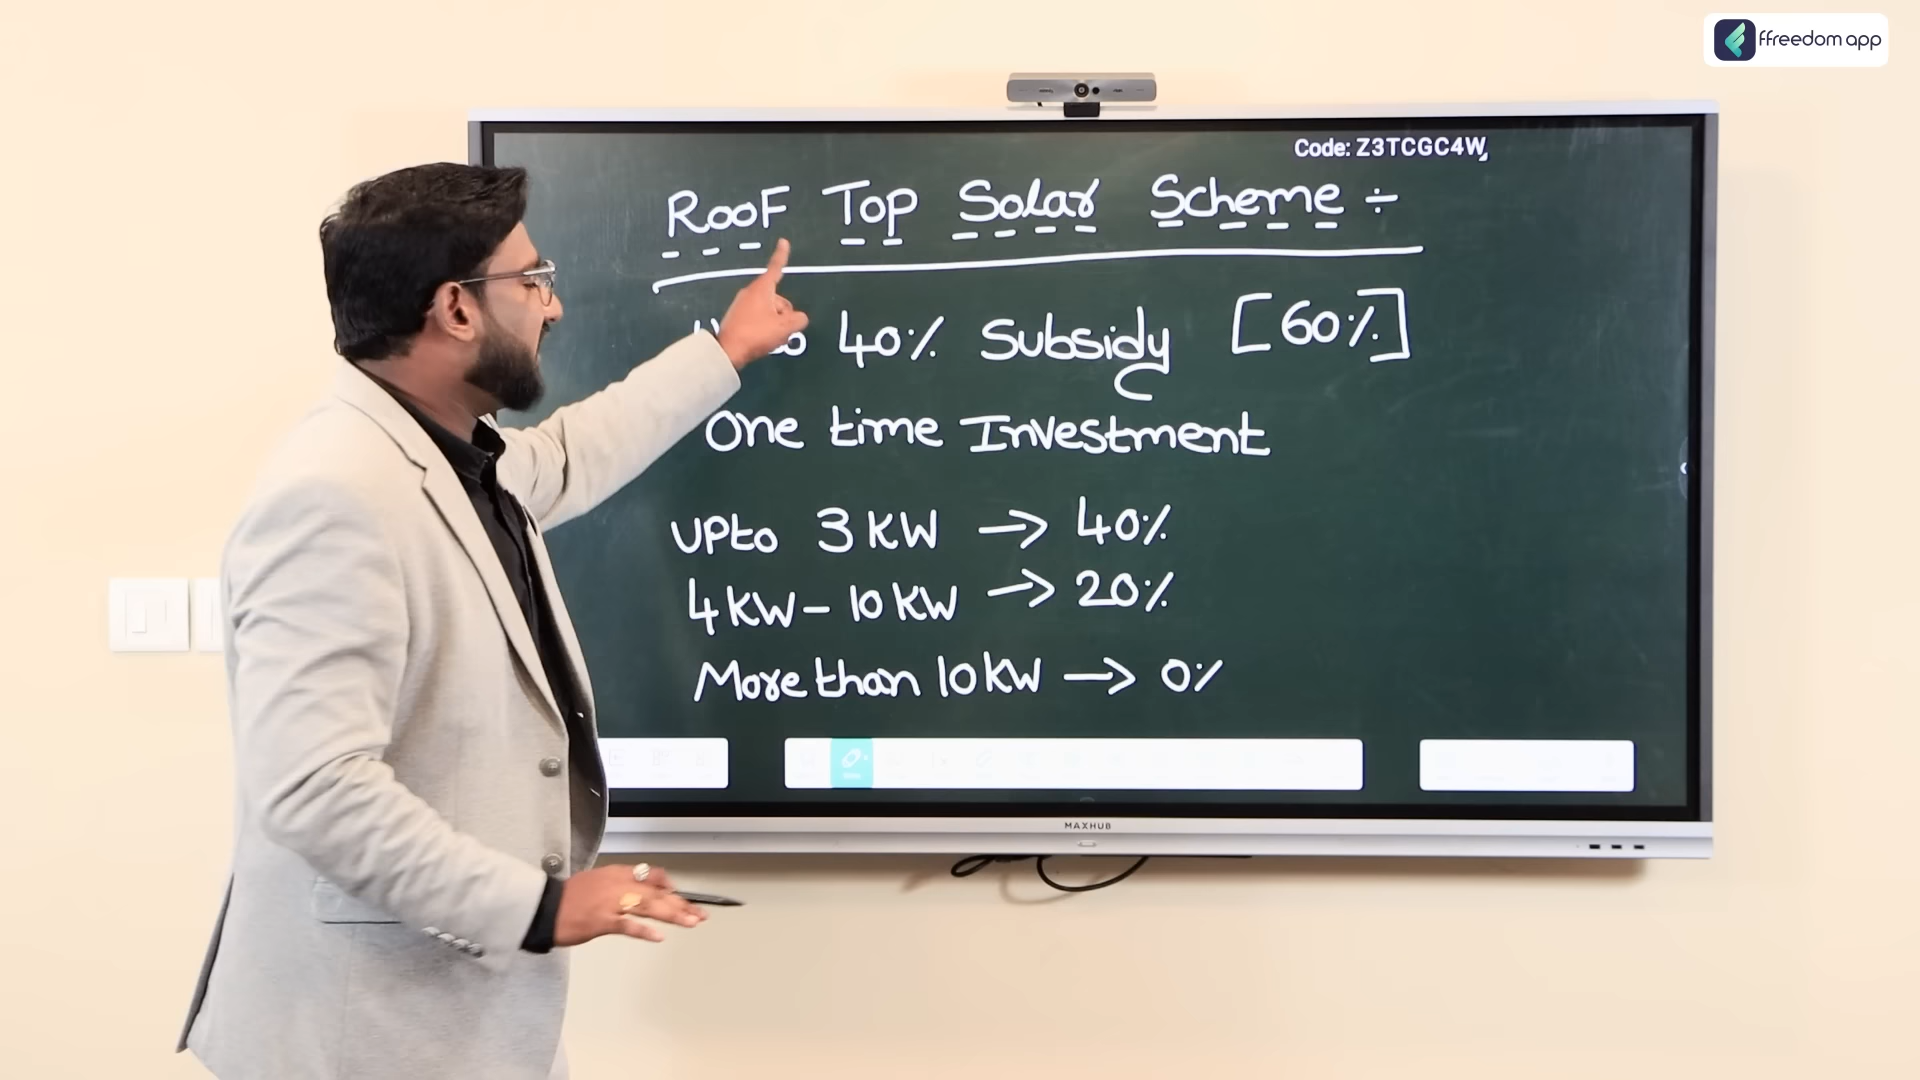 ffreedom app
Code: Z3TCGC4W
RooF Top Solar Scheme ÷
40% Subsidy [60%]
One time Investment
UPto 3 KW → 40%
4 KW – 10 KW → 20%
More than 10 KW → 0%
MAXHUB